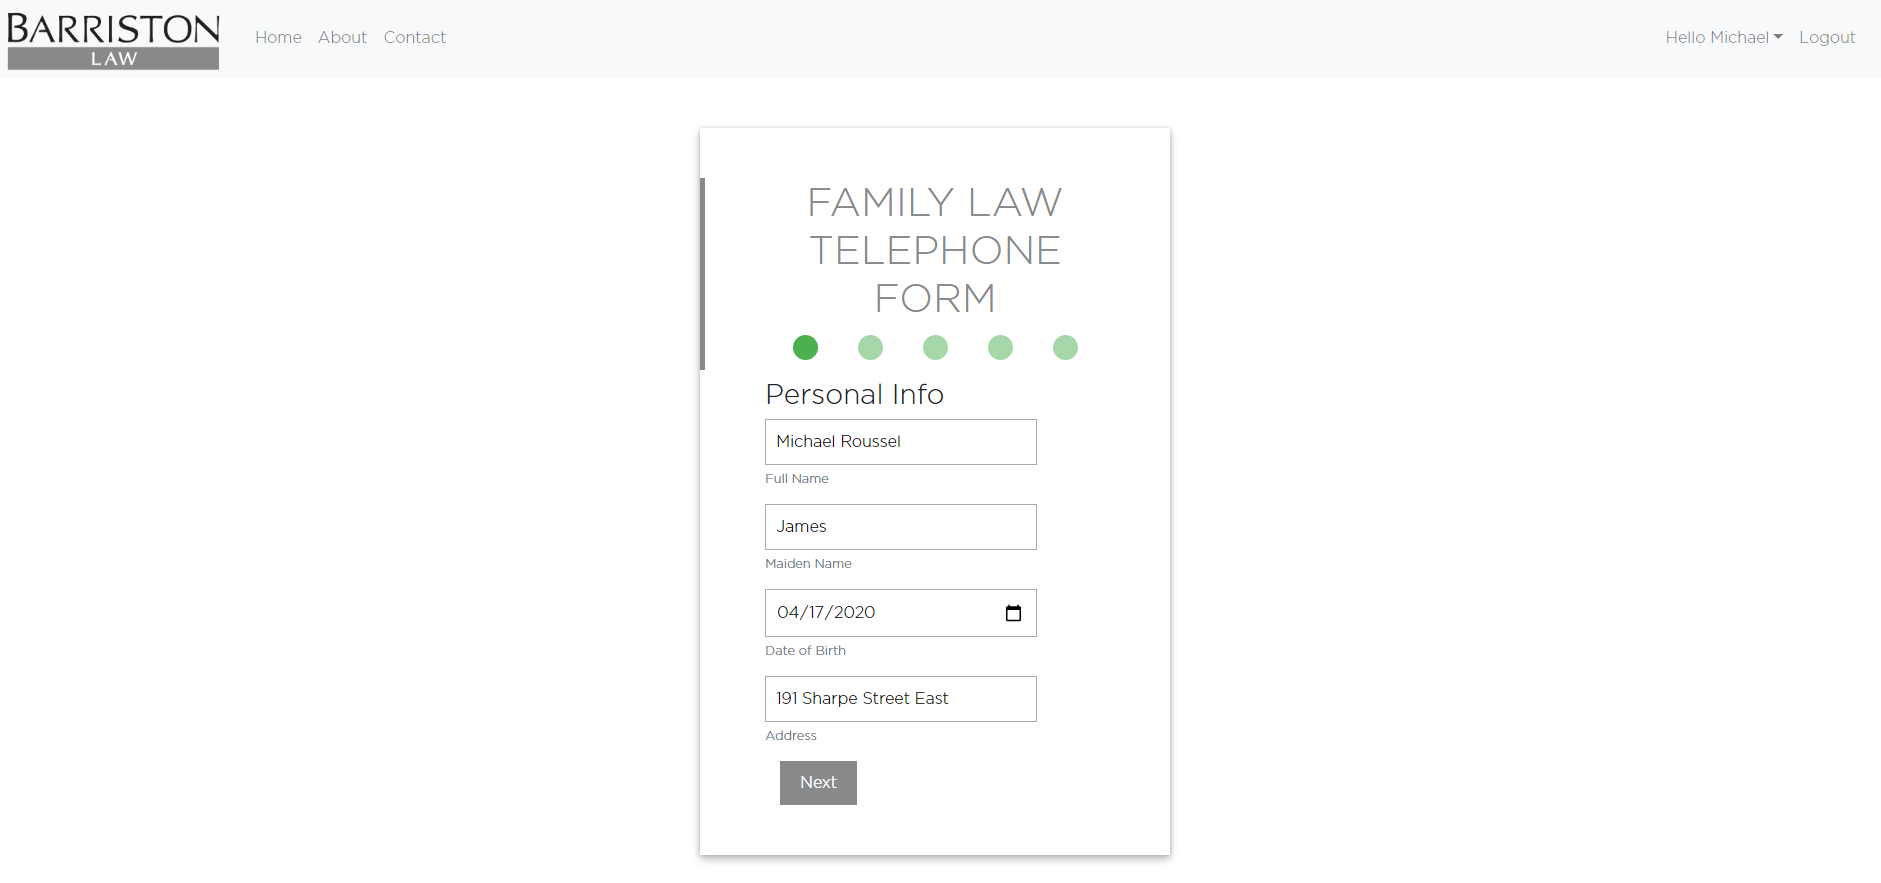 BARRISTON
LAW
Home About Contact
Hello Michael Logout
FAMILY LAW
TELEPHONE
FORM
Personal Info
Michael Roussel
Full Name
James
Maiden Name
04/17/2020
Date of Birth
191 Sharpe Street East
Address
Next